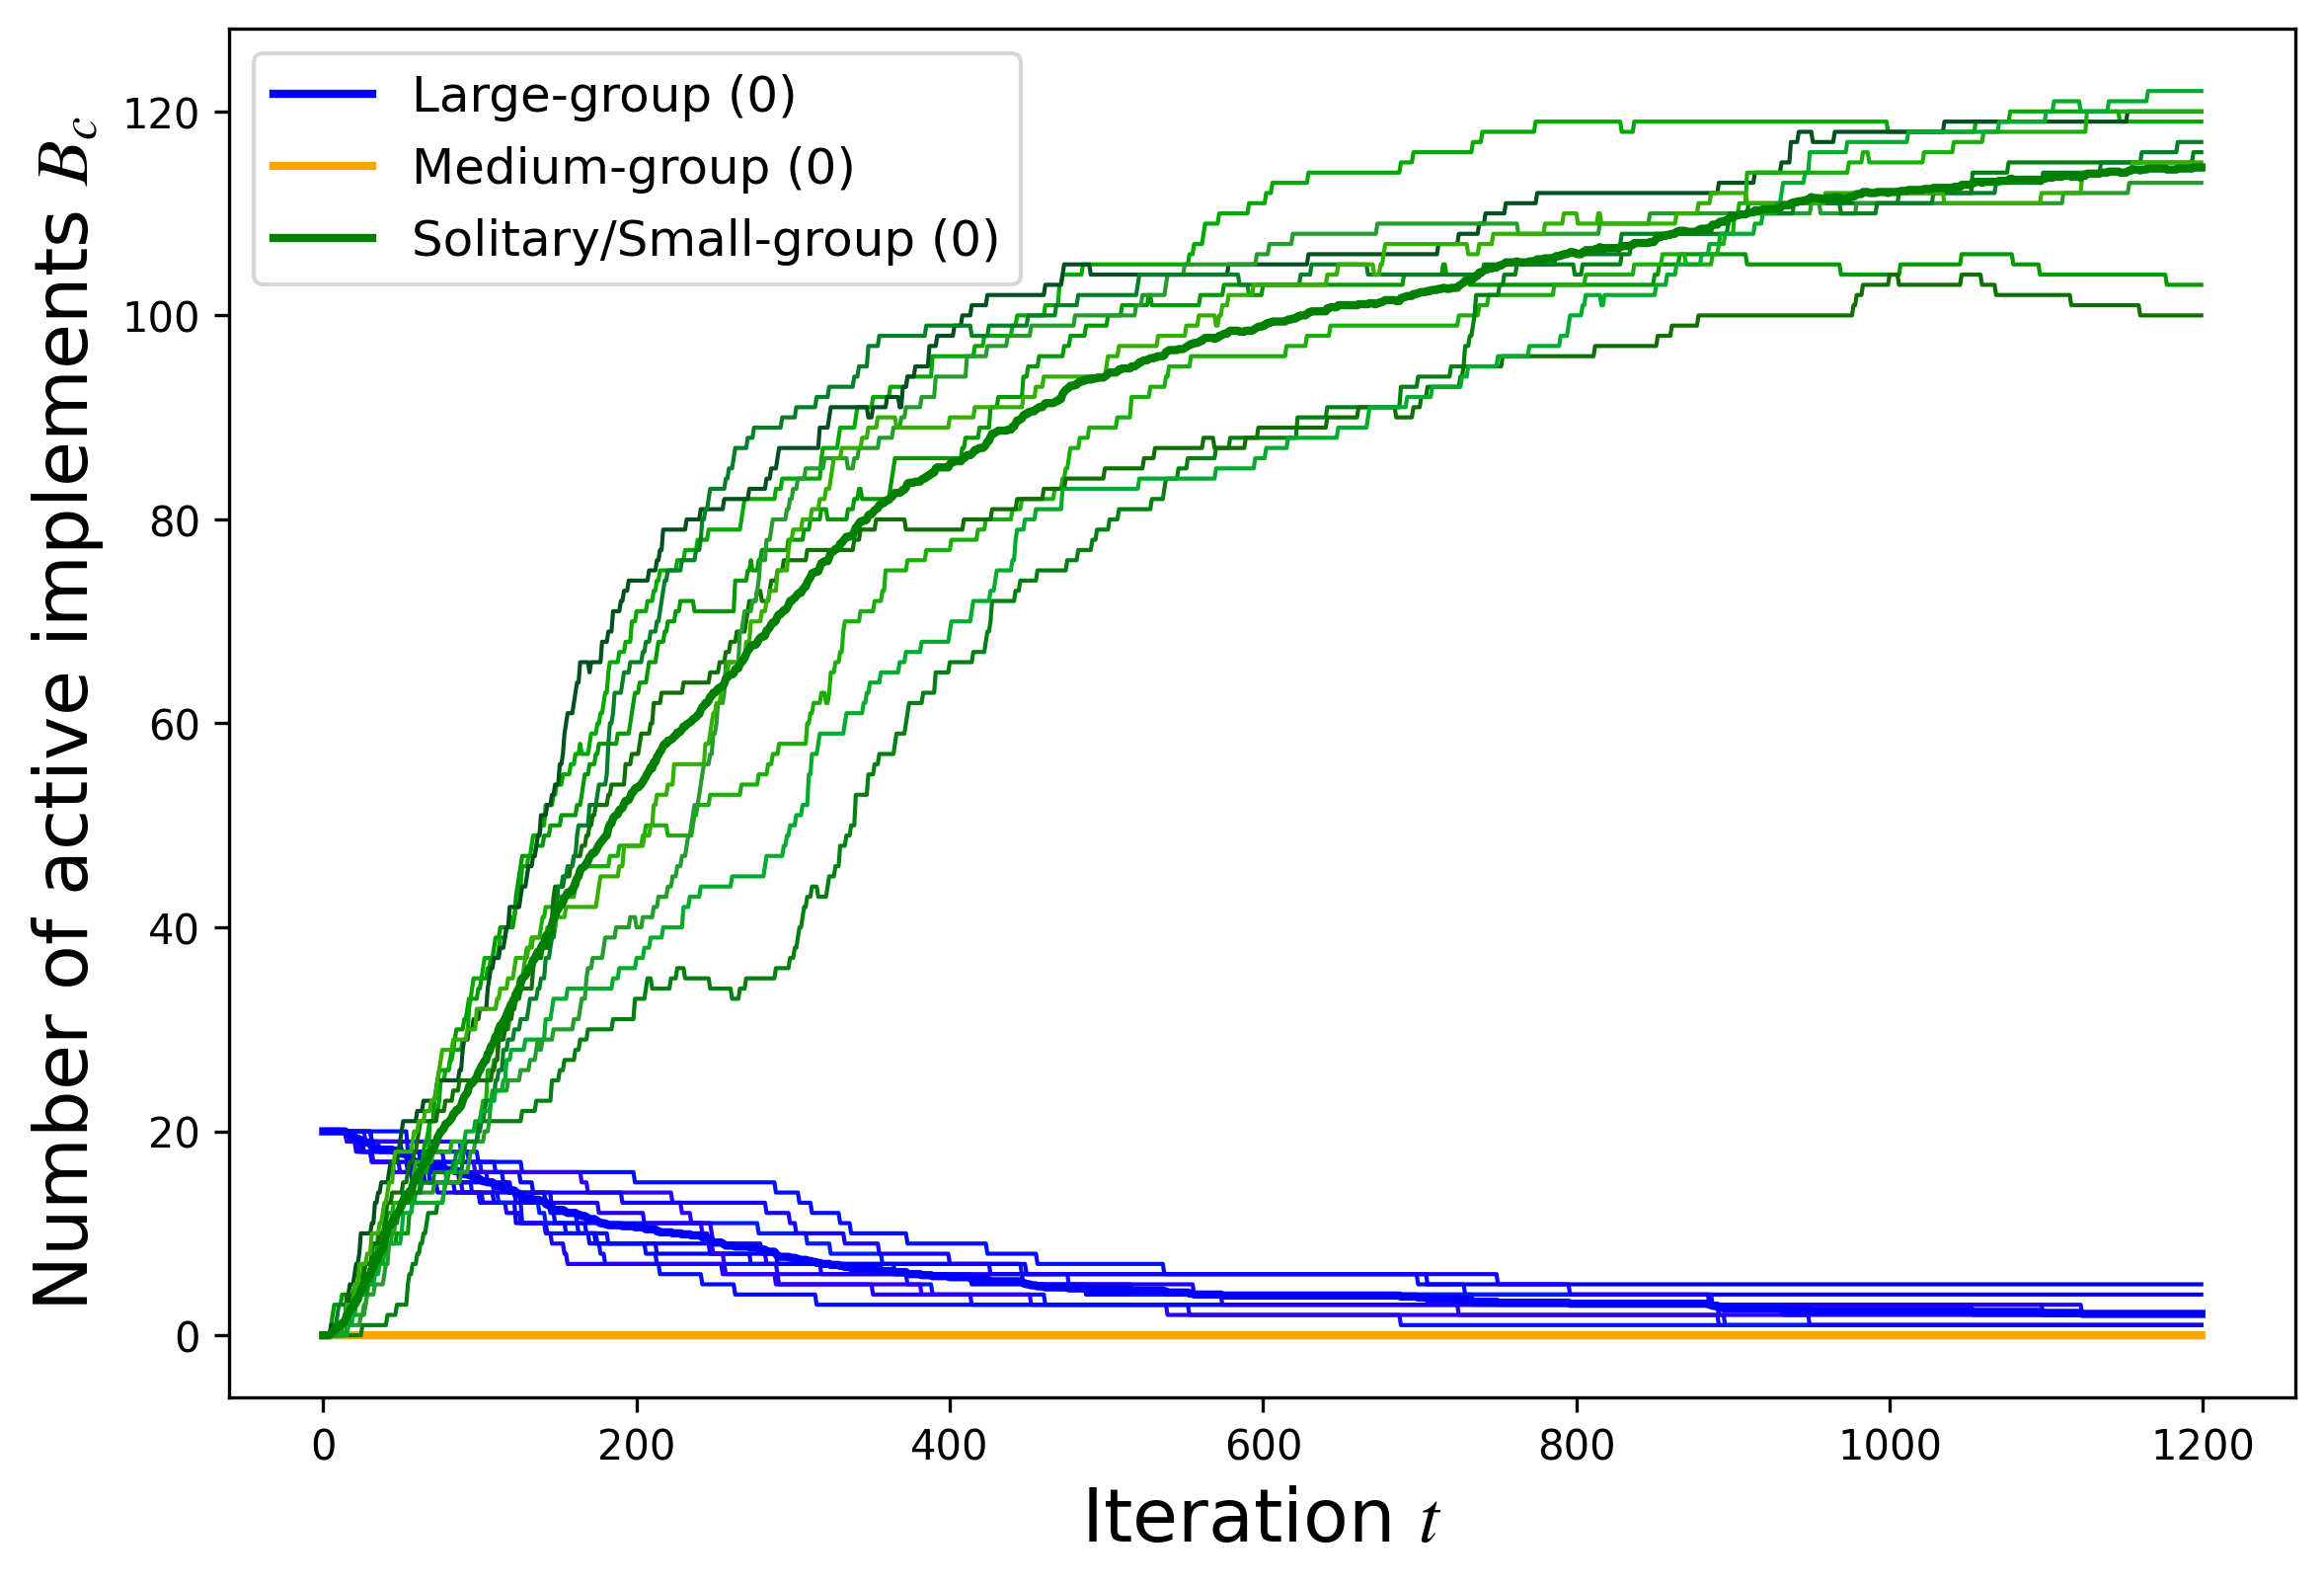 Number of active implements B_c
120
100
80
60
40
20
0
Large-group (0)
Medium-group (0)
Solitary/Small-group (0)
0 200 400 600 800 1000 1200
Iteration t